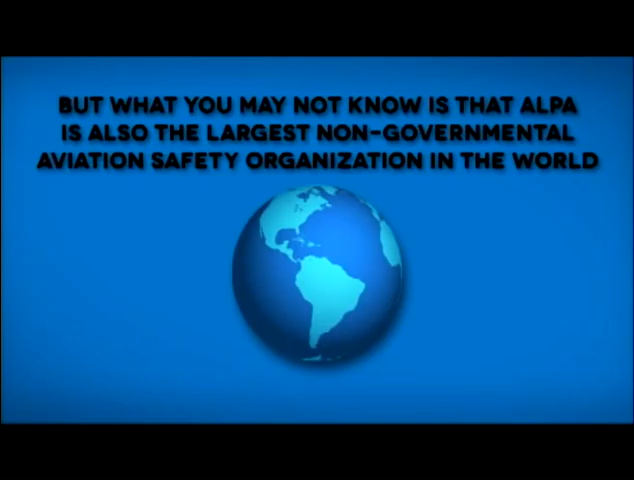 BUT WHAT YOU MAY NOT KNOW IS THAT ALPA
IS ALSO THE LARGEST NON-GOVERNMENTAL
AVIATION SAFETY ORGANIZATION IN THE WORLD